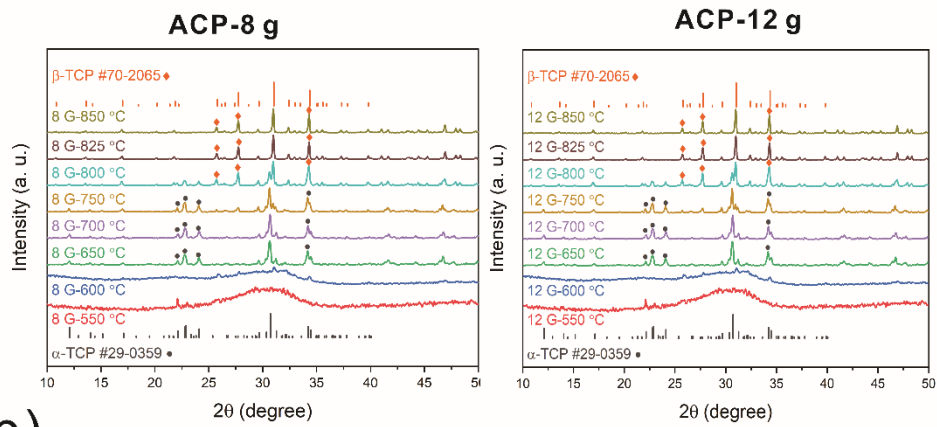 ACP-8 g
β-TCP #70-2065♦
8 G-850 °C
8 G-825 °C
8 G-800 °C
8 G-750 °C
8 G-700 °C
8 G-650 °C
8 G-600 °C
8 G-550 °C
α-TCP #29-0359 •
Intensity (a. u.)
10 15 20 25 30 35 40 45 50
2θ (degree)
ACP-12 g
β-TCP #70-2065♦
12 G-850 °C
12 G-825 °C
12 G-800 °C
12 G-750 °C
12 G-700 °C
12 G-650 °C
12 G-600 °C
12 G-550 °C
α-TCP #29-0359 •
Intensity (a. u.)
10 15 20 25 30 35 40 45 50
2θ (degree)